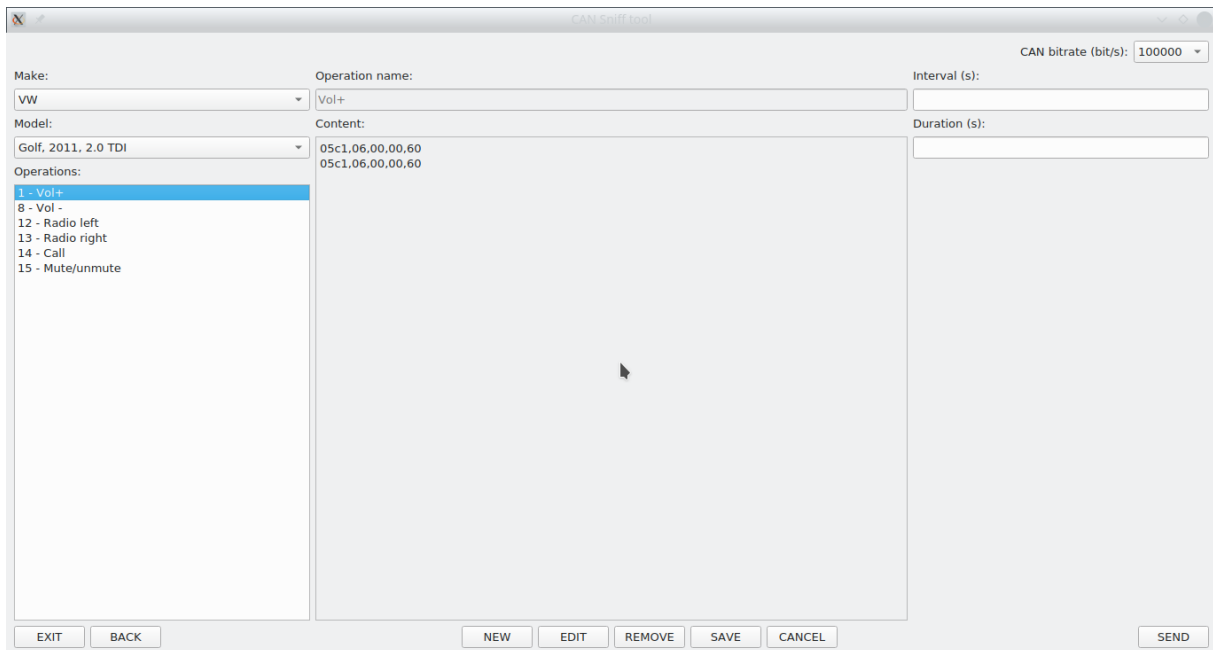 CAN Sniff tool
CAN bitrate (bit/s): 100000
Make:
VW
Model:
Golf, 2011, 2.0 TDI
Operations:
1 - Vol+
8 - Vol -
12 - Radio left
13 - Radio right
14 - Call
15 - Mute/unmute
Operation name:
Vol+
Content:
05c1,06,00,00,60
05c1,06,00,00,60
Interval (s):
Duration (s):
EXIT BACK NEW EDIT REMOVE SAVE CANCEL SEND